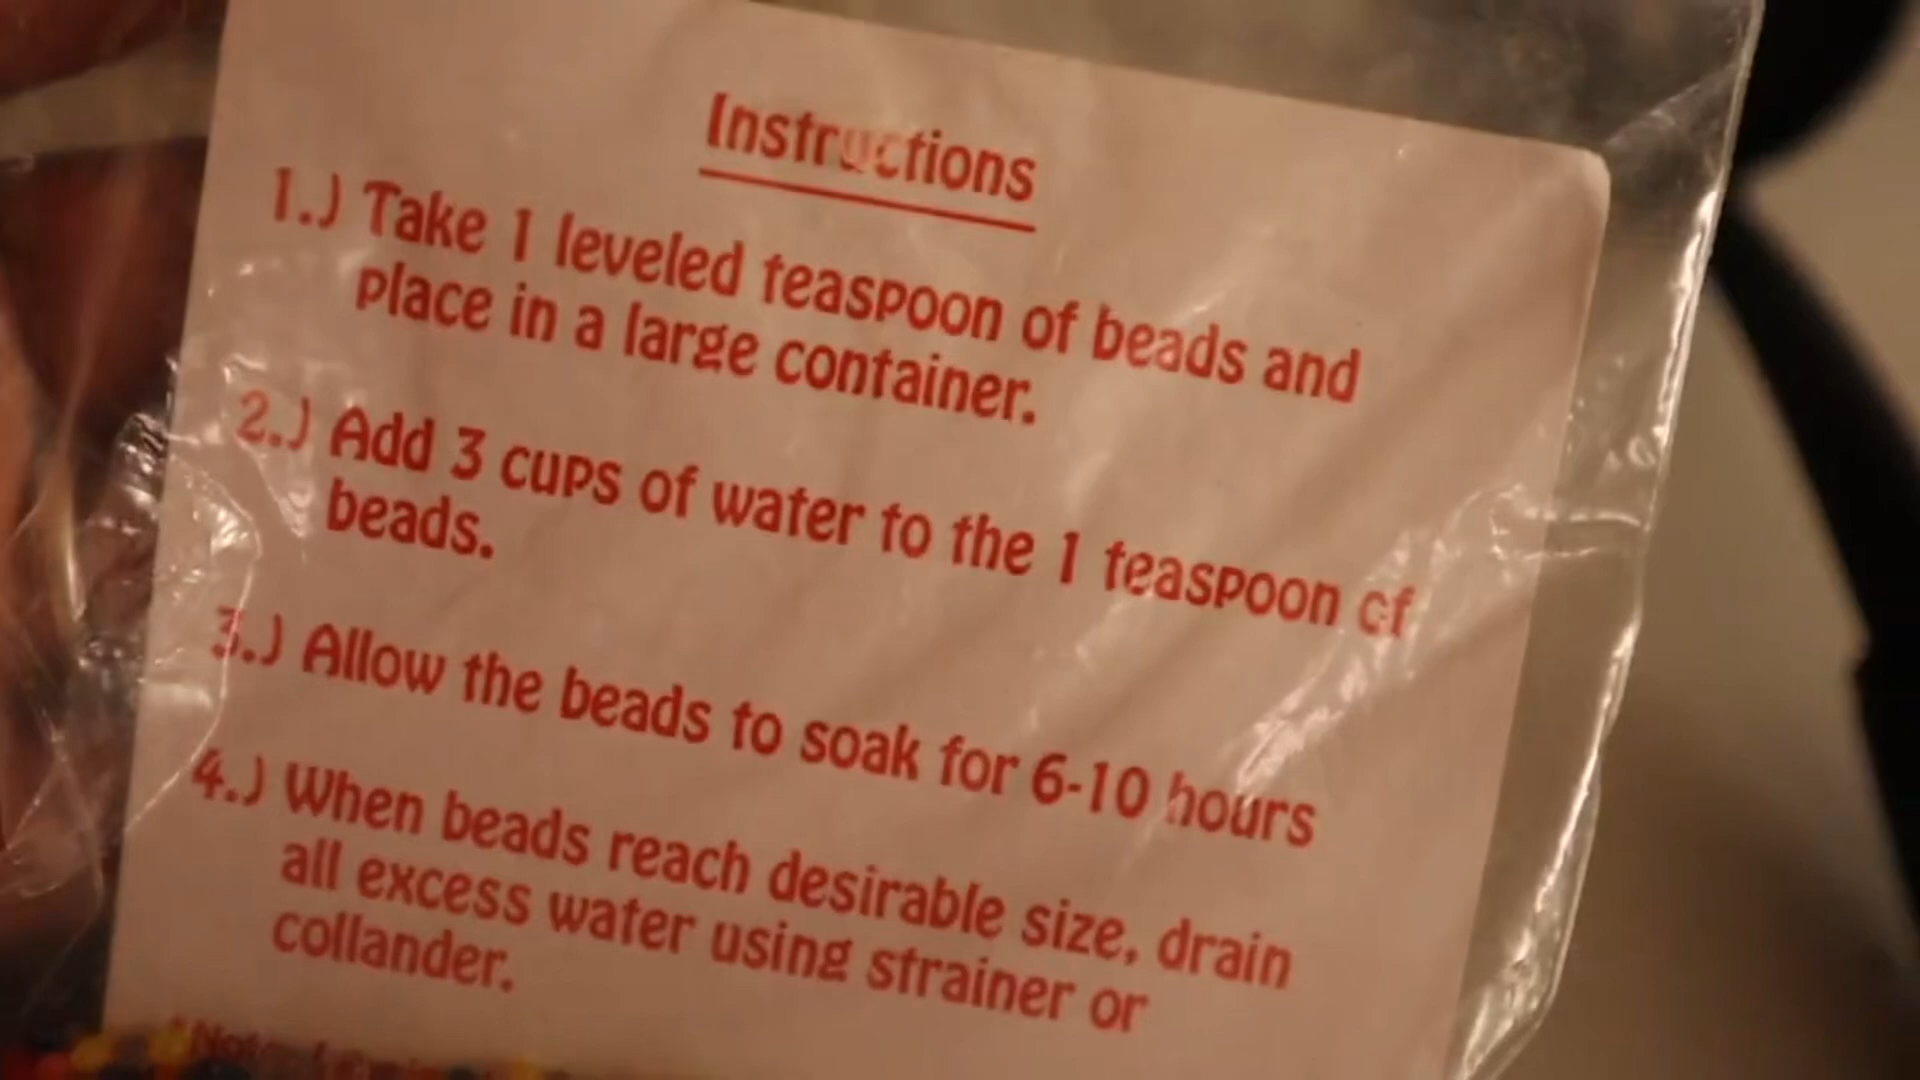 Instructions
1.) Take 1 leveled teaspoon of beads and
place in a large container.
2.) Add 3 cups of water to the 1 teaspoon of
beads.
3.) Allow the beads to soak for 6-10 hours
4.) When beads reach desirable size, drain
all excess water using strainer or
collander.